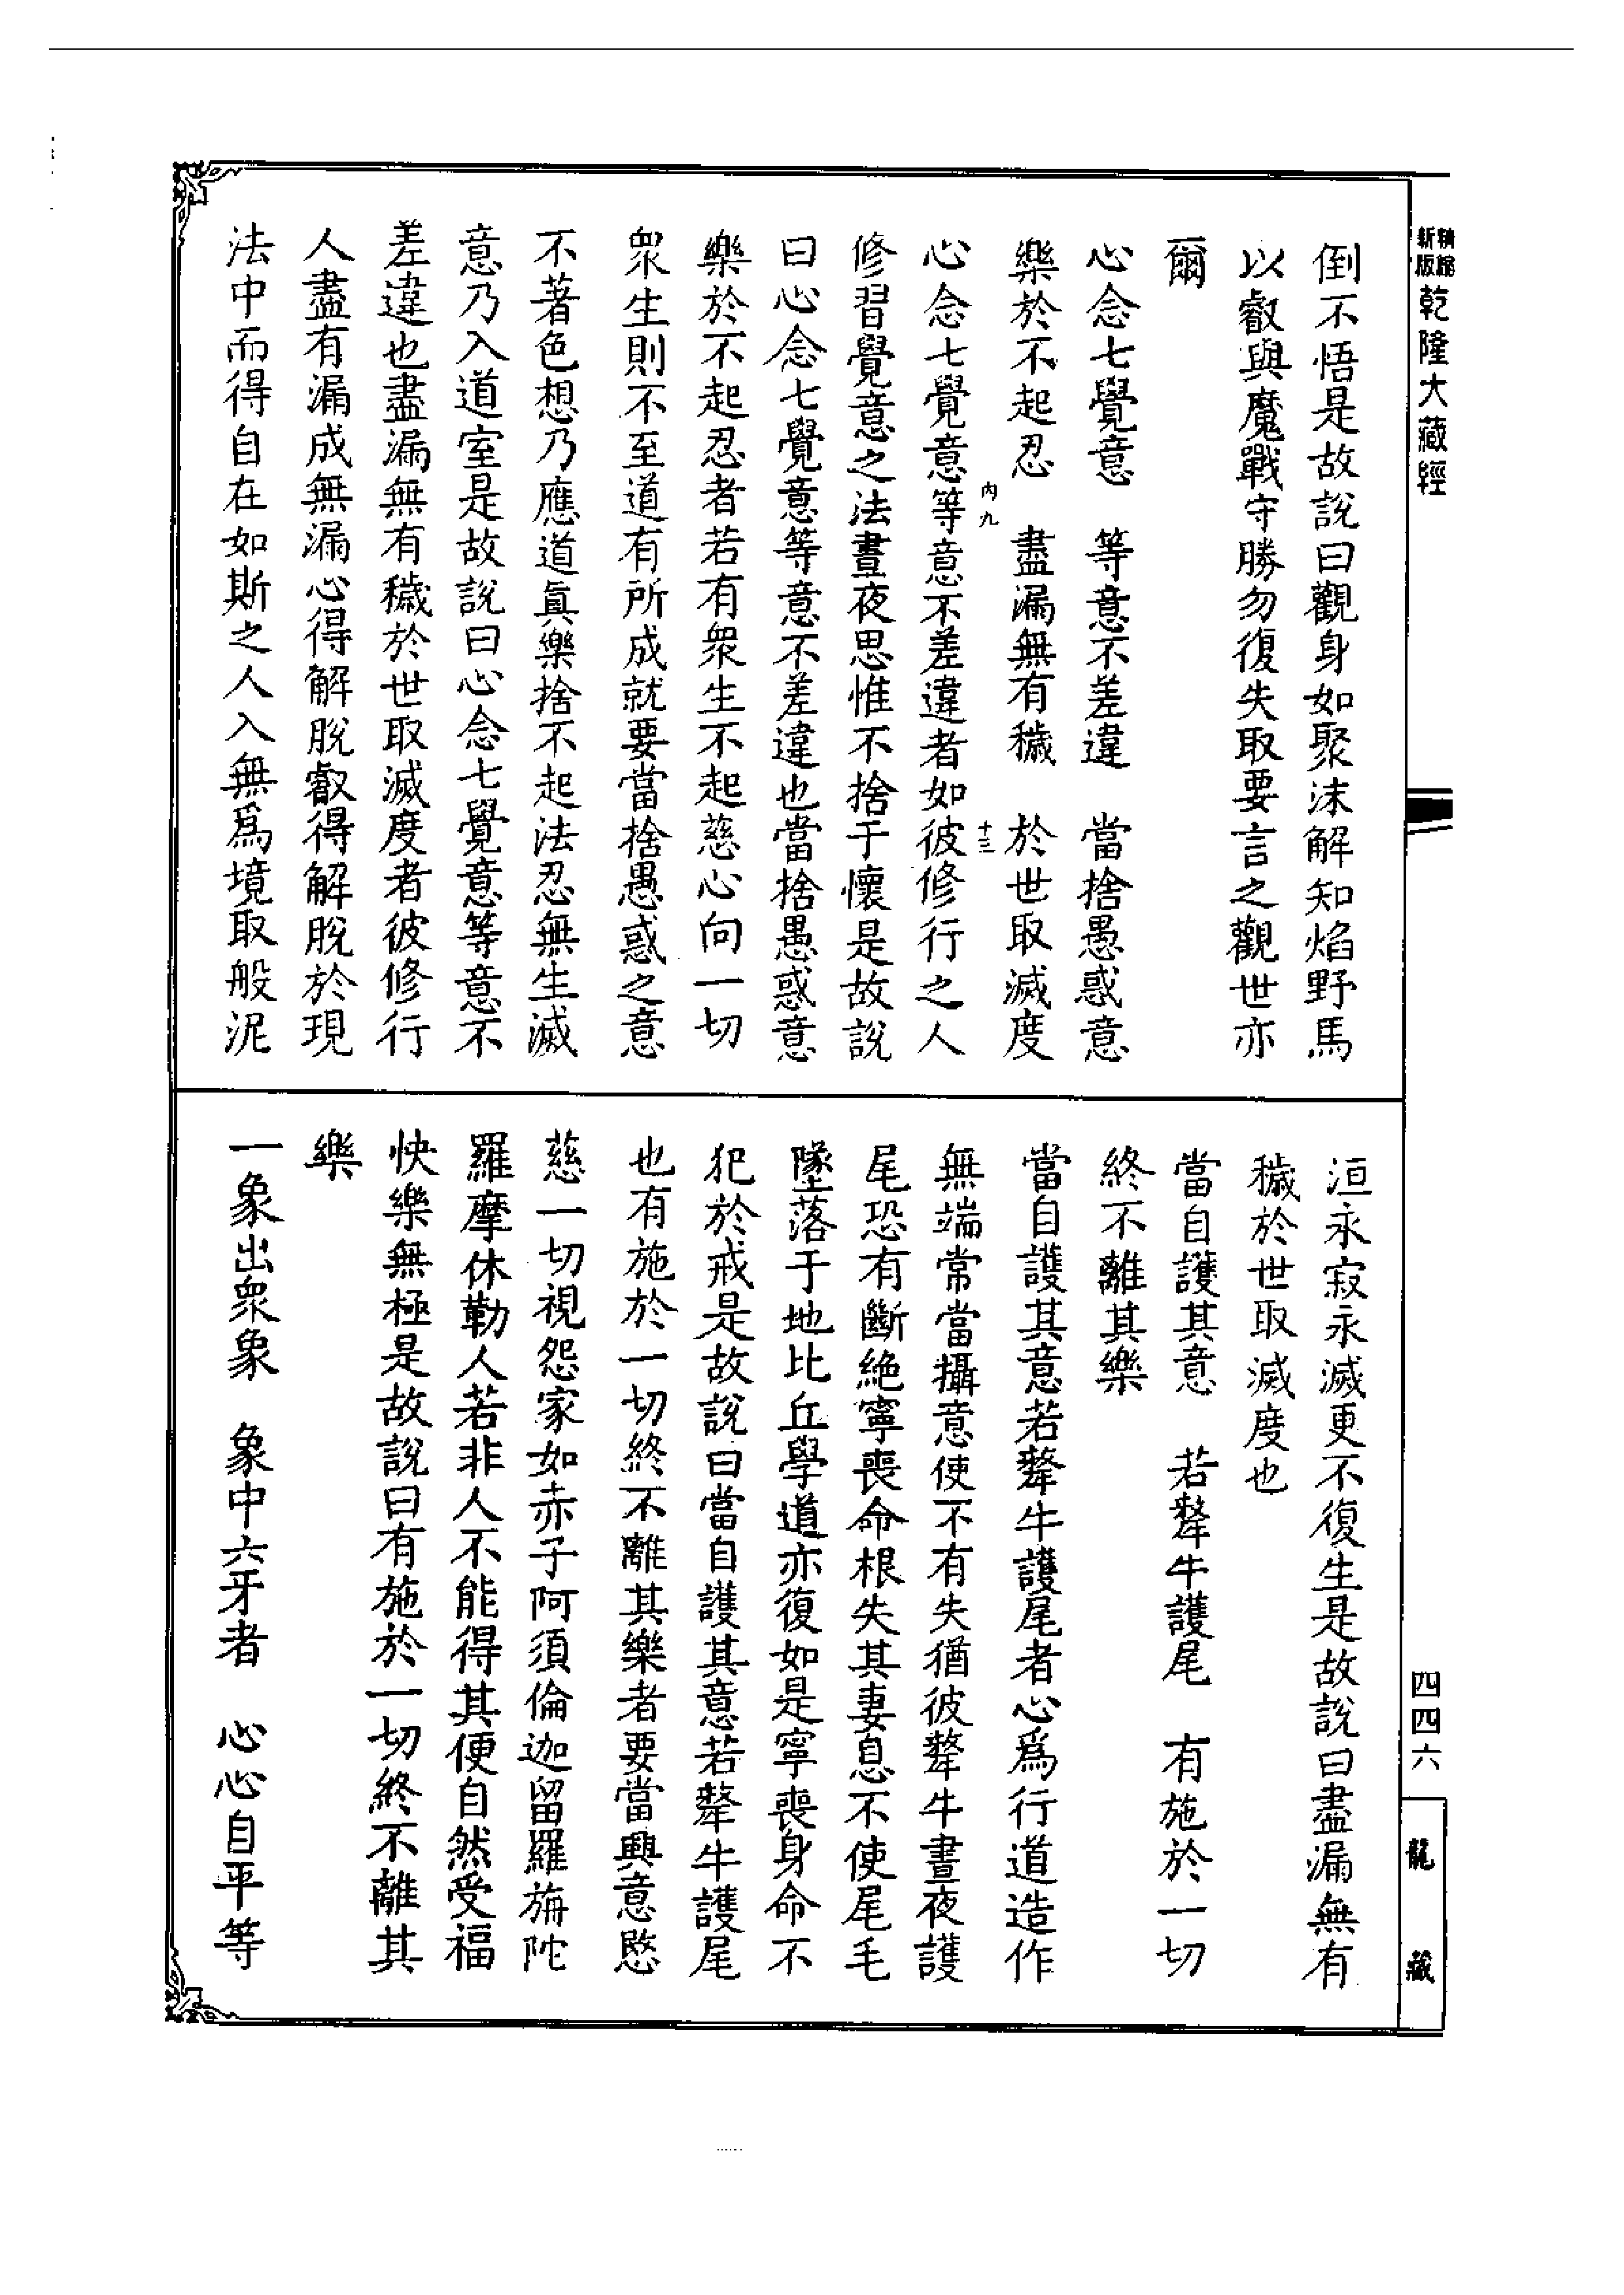 精縮
新版
乾隆大藏經
四四六
龍藏
倒不悟是故說曰觀身如聚沫解知焰野馬
以叡與魔戰守勝勿復失取要言之觀世亦
爾
心念七覺意　等意不差違　當捨愚惑意
樂於不起忍　盡漏無有穢　於世取滅度
內九
十三
心念七覺意等意不差違者如彼修行之人
修習覺意之法晝夜思惟不捨于懷是故說
曰心念七覺意等意不差違也當捨愚惑意
樂於不起忍者若有衆生不起慈心向一切
衆生則不至道有所成就要當捨愚惑之意
不著色想乃應道眞樂捨不起法忍無生滅
意乃入道室是故說曰心念七覺意等意不
差違也盡漏無有穢於世取滅度者彼修行
人盡有漏成無漏心得解脫叡得解脫於現
法中而得自在如斯之人入無爲境取般泥
洹永寂永滅更不復生是故說曰盡漏無有
穢於世取滅度也
當自護其意　若犛牛護尾　有施於一切
終不離其樂
當自護其意若犛牛護尾者心爲行道造作
無端常當攝意使不有失猶彼犛牛晝夜護
尾恐有斷絕寧喪命根失其妻息不使尾毛
墜落于地比丘學道亦復如是寧喪身命不
犯於戒是故說曰當自護其意若犛牛護尾
也有施於一切終不離其樂者要當興意愍
慈一切視怨家如赤子阿須倫迦留羅旃陀
羅摩休勒人若非人不能得其便自然受福
快樂無極是故說曰有施於一切終不離其
樂
一象出衆象　象中六牙者　心心自平等